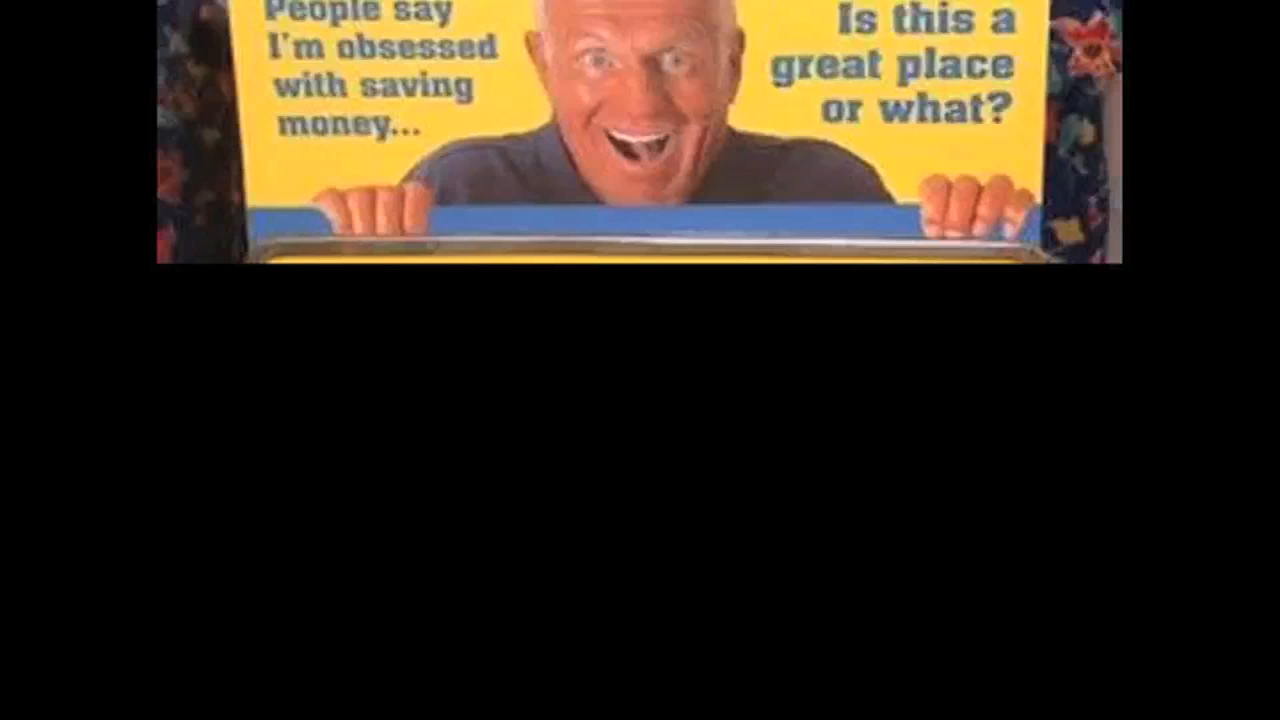 People say
I'm obsessed
with saving
money...
Is this a
great place
or what?